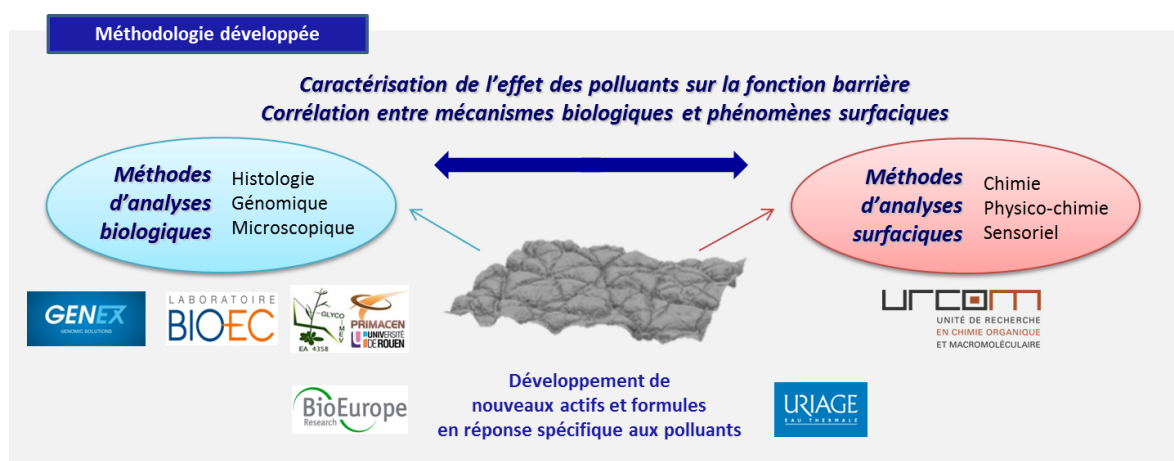 Méthodologie développée
Caractérisation de l'effet des polluants sur la fonction barrière
Corrélation entre mécanismes biologiques et phénomènes surfaciques
Méthodes
d'analyses
biologiques
Histologie
Génomique
Microscopique
Méthodes
d'analyses
surfaciques
Chimie
Physico-chimie
Sensoriel
GENEX
GENOMIC SOLUTIONS
LABORATOIRE
BIO-EC
GLYCO
MEV
EA 4358
PRIMACEN
UNIVERSITÉ
DE ROUEN
urcom
UNITÉ DE RECHERCHE
EN CHIMIE ORGANIQUE
ET MACROMOLÉCULAIRE
BioEurope
Research
Développement de
nouveaux actifs et formules
en réponse spécifique aux polluants
URIAGE
EAU THERMALE